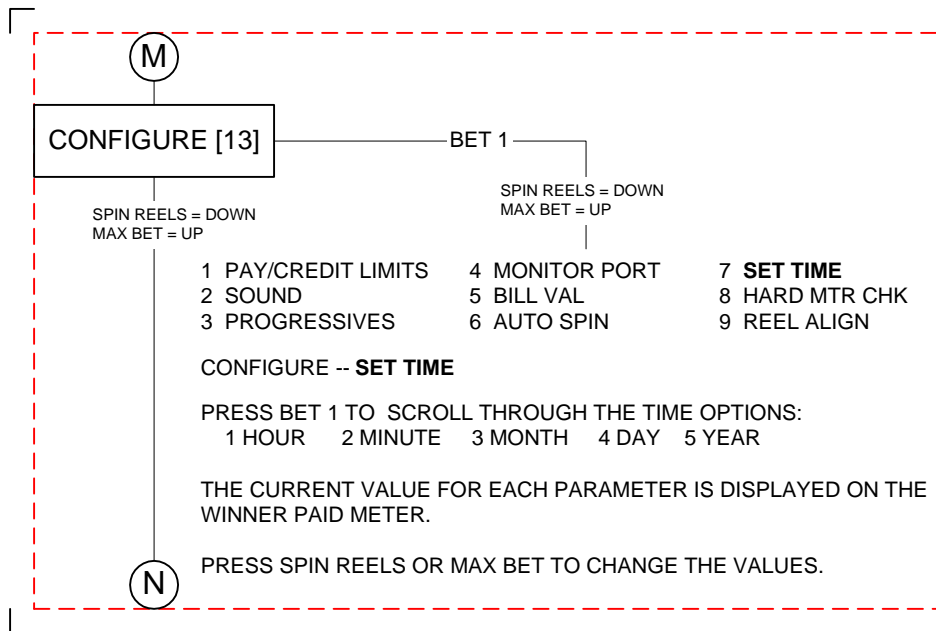 M
CONFIGURE [13]
BET 1
SPIN REELS = DOWN
MAX BET = UP
SPIN REELS = DOWN
MAX BET = UP
1 PAY/CREDIT LIMITS 4 MONITOR PORT 7 SET TIME
2 SOUND 5 BILL VAL 8 HARD MTR CHK
3 PROGRESSIVES 6 AUTO SPIN 9 REEL ALIGN
CONFIGURE -- SET TIME
PRESS BET 1 TO SCROLL THROUGH THE TIME OPTIONS:
1 HOUR 2 MINUTE 3 MONTH 4 DAY 5 YEAR
THE CURRENT VALUE FOR EACH PARAMETER IS DISPLAYED ON THE
WINNER PAID METER.
PRESS SPIN REELS OR MAX BET TO CHANGE THE VALUES.
N